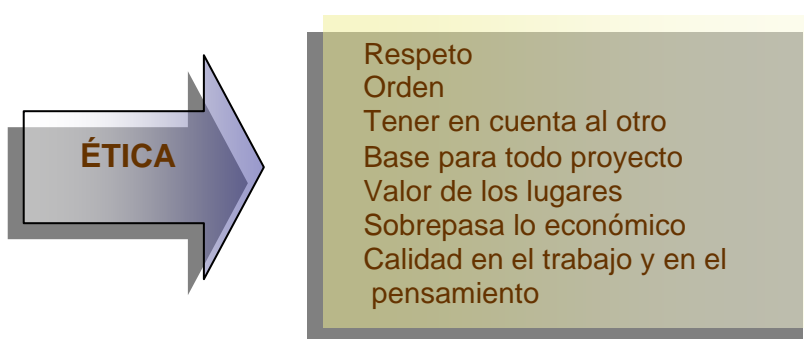 ÉTICA
Respeto
Orden
Tener en cuenta al otro
Base para todo proyecto
Valor de los lugares
Sobrepasa lo económico
Calidad en el trabajo y en el
pensamiento